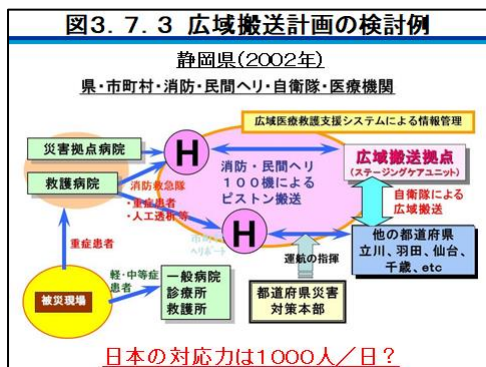 図3．7．3 広域搬送計画の検討例
静岡県(2002年)
県・市町村・消防・民間ヘリ・自衛隊・医療機関
広域医療救護支援システムによる情報管理
災害拠点病院
H
消防・民間ヘリ
100機による
ピストン搬送
広域搬送拠点
(ステージングケアユニット)
救護病院
消防救急隊
・重症患者
・人工透析等
自衛隊による
広域搬送
重症患者
H
他の都道府県
立川、羽田、仙台、
千歳、etc
運航の指揮
軽・中等症
患者
被災現場
一般病院
診療所
救護所
都道府県災害
対策本部
日本の対応力は1000人／日？